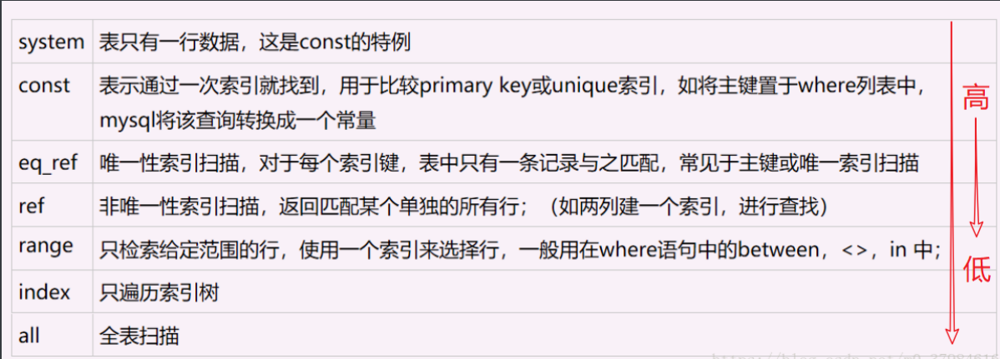 system 表只有一行数据，这是const的特例
const 表示通过一次索引就找到，用于比较primary key或unique索引，如将主键置于where列表中，
mysql将该查询转换成一个常量
eq_ref 唯一性索引扫描，对于每个索引键，表中只有一条记录与之匹配，常见于主键或唯一索引扫描
ref 非唯一性索引扫描，返回匹配某个单独的所有行；（如两列建一个索引，进行查找）
range 只检索给定范围的行，使用一个索引来选择行，一般用在where语句中的between，<>，in 中；
index 只遍历索引树
all 全表扫描
高
低